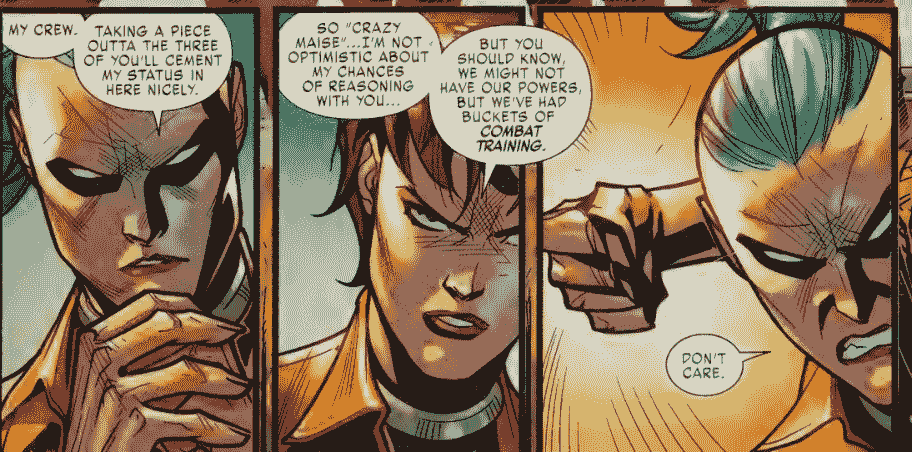 MY CREW.
TAKING A PIECE
OUTTA THE THREE
OF YOU'LL CEMENT
MY STATUS IN
HERE NICELY.
SO "CRAZY
MAISE"...I'M NOT
OPTIMISTIC ABOUT
MY CHANCES
OF REASONING
WITH YOU...
BUT YOU
SHOULD KNOW,
WE MIGHT NOT
HAVE OUR POWERS,
BUT WE'VE HAD
BUCKETS OF
COMBAT
TRAINING.
DON'T
CARE.